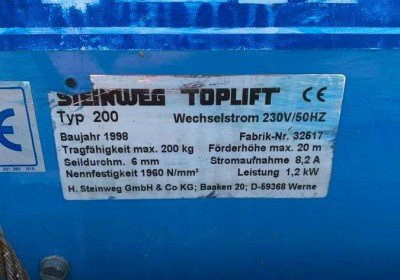 STEINWEG TOPLIFT CE
Typ 200 Wechselstrom 230V/50HZ
Baujahr 1998 Fabrik-Nr. 32517
Tragfähigkeit max. 200 kg Förderhöhe max. 20 m
Seildurchm. 6 mm Stromaufnahme 8,2 A
Nennfestigkeit 1960 N/mm² Leistung 1,2 kW
H. Steinweg GmbH & Co KG; Baaken 20; D-59368 Werne